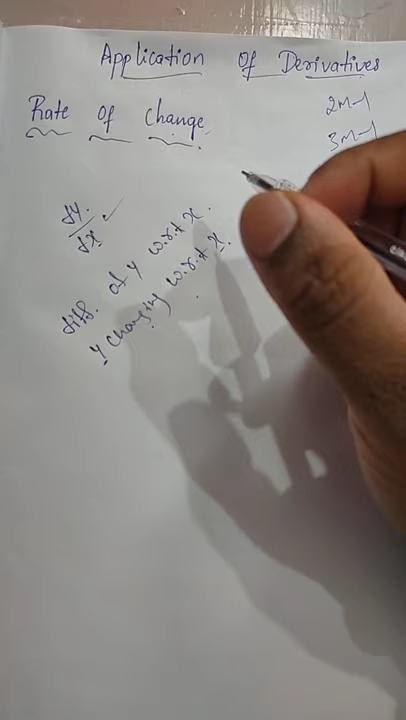 Application Of Derivatives
Rate Of Change
2M-1
3M-1
dy/dx ✓
diff. of y w.r.t x.
y changing w.r.t x.